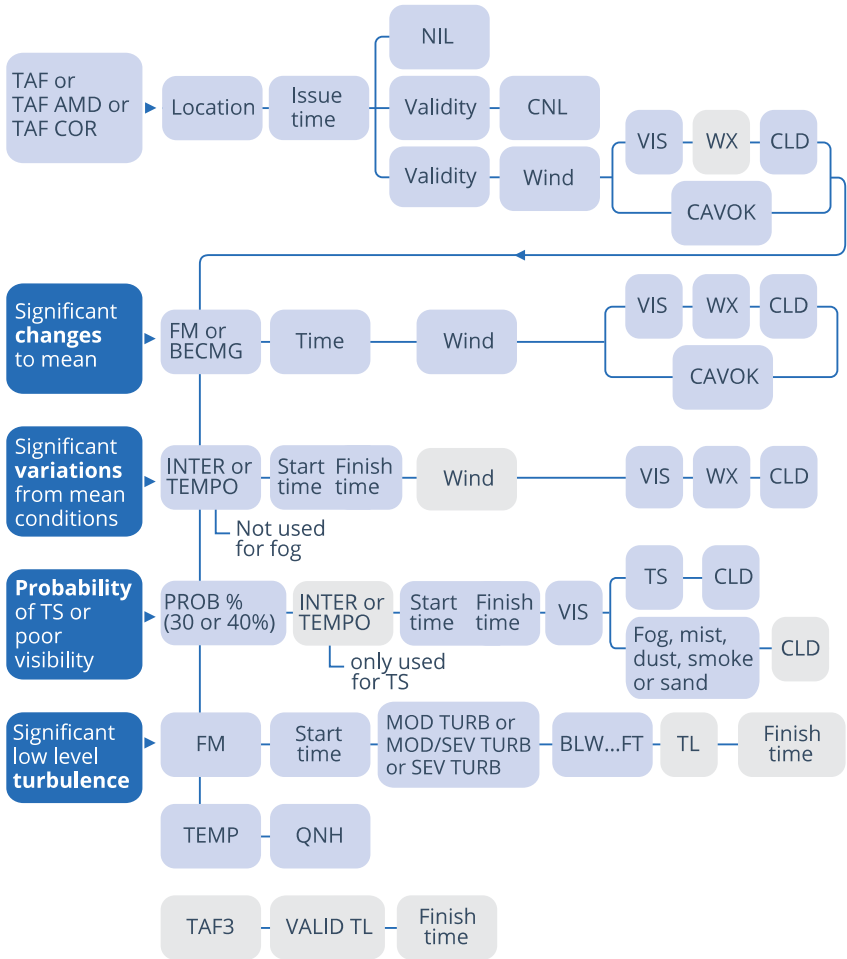 NIL
TAF or
TAF AMD or
TAF COR
Location
Issue
time
Validity
CNL
Validity
Wind
VIS
WX
CLD
CAVOK
Significant
changes
to mean
FM or
BECMG
Time
Wind
VIS
WX
CLD
CAVOK
Significant
variations
from mean
conditions
INTER or
TEMPO
Start Finish
time time
Wind
VIS
WX
CLD
Not used
for fog
Probability
of TS or
poor
visibility
PROB %
(30 or 40%)
INTER or
TEMPO
only used
for TS
Start Finish
time time
VIS
TS
CLD
Fog, mist,
dust, smoke
or sand
CLD
Significant
low level
turbulence
FM
Start
time
MOD TURB or
MOD/SEV TURB
or SEV TURB
BLW...FT
TL
Finish
time
TEMP
QNH
TAF3
VALID TL
Finish
time